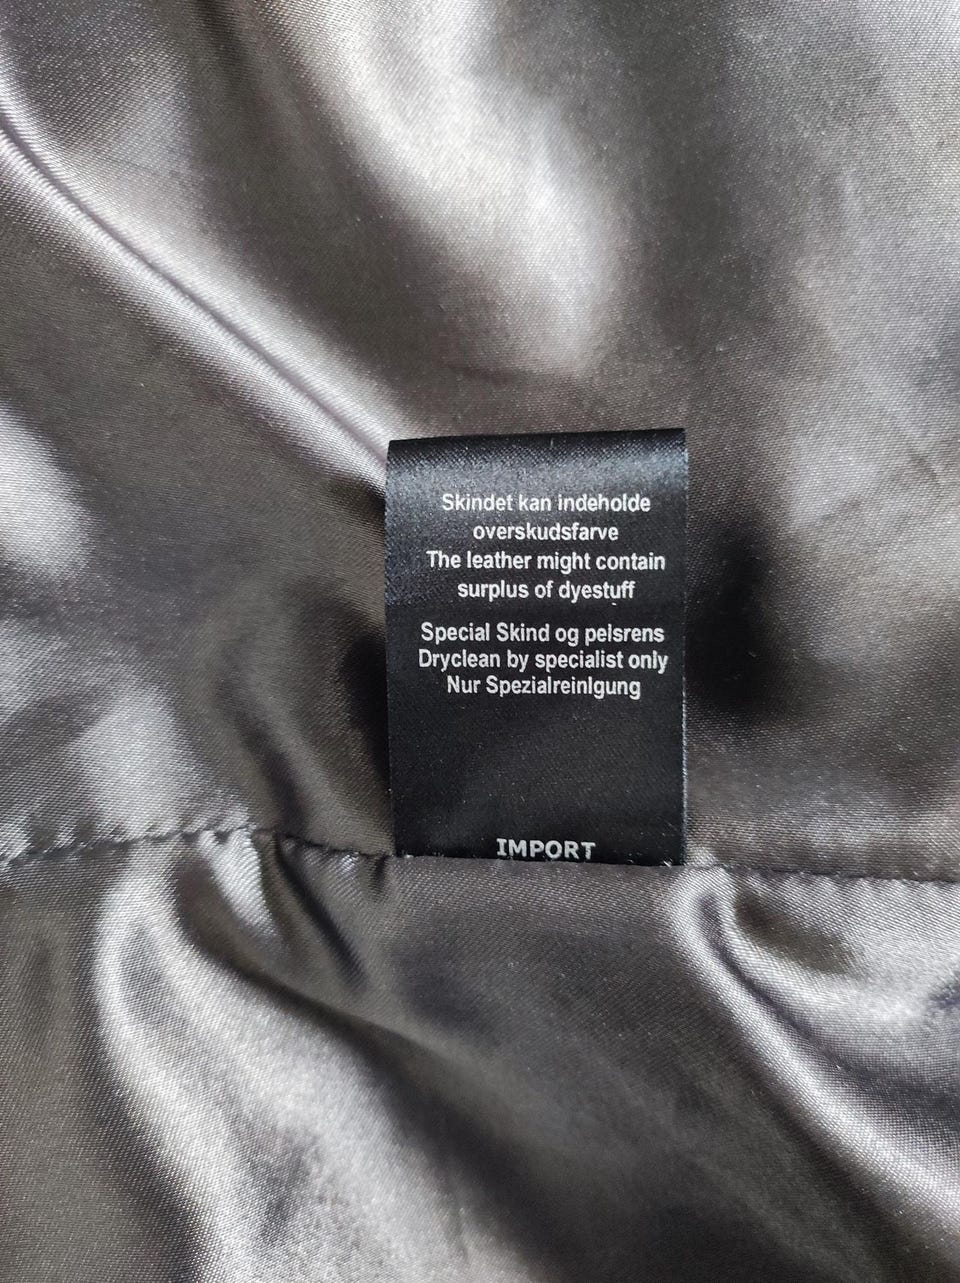 Skindet kan indeholde
overskudsfarve
The leather might contain
surplus of dyestuff
Special Skind og pelsrens
Dryclean by specialist only
Nur Spezialreinlgung
IMPORT